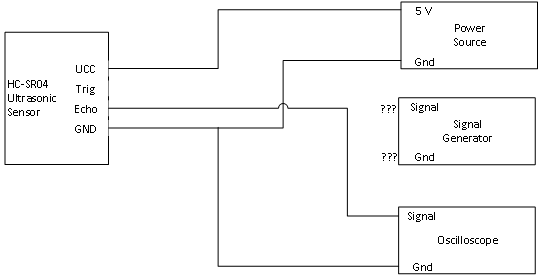 5 V
Power
Source
Gnd
HC-SR04
Ultrasonic
Sensor
UCC
Trig
Echo
GND
???
Signal
Signal
Generator
???
Gnd
Signal
Oscilloscope
Gnd